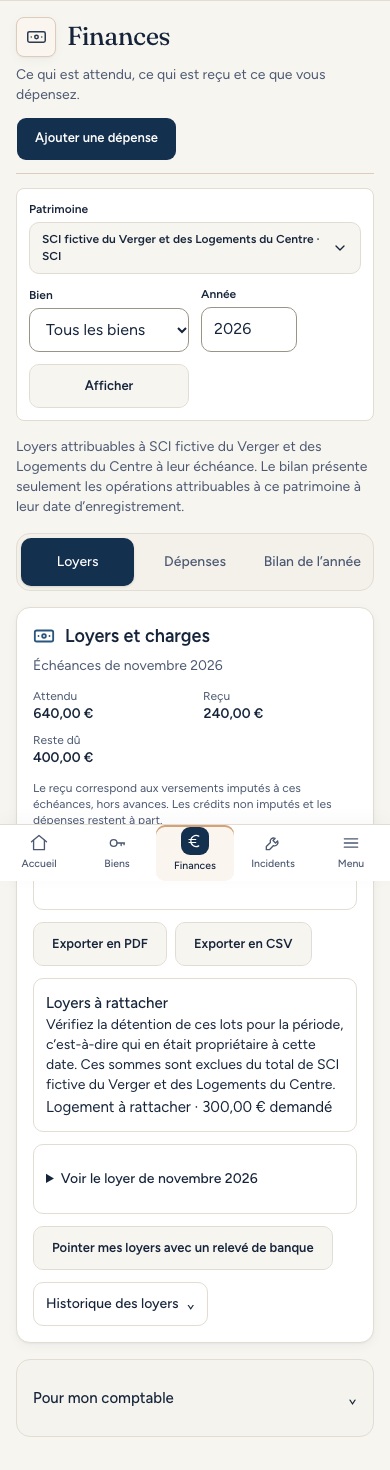 Finances
Ce qui est attendu, ce qui est reçu et ce que vous
dépensez.
Ajouter une dépense
Patrimoine
SCI fictive du Verger et des Logements du Centre ·
SCI
Bien
Année
Tous les biens
2026
Afficher
Loyers attribuables à SCI fictive du Verger et des
Logements du Centre à leur échéance. Le bilan présente
seulement les opérations attribuables à ce patrimoine à
leur date d’enregistrement.
Loyers
Dépenses
Bilan de l’année
Loyers et charges
Échéances de novembre 2026
Attendu
Reçu
640,00 €
240,00 €
Reste dû
400,00 €
Le reçu correspond aux versements imputés à ces
échéances, hors avances. Les crédits non imputés et les
dépenses restent à part.
Accueil
Biens
€
Finances
Incidents
Menu
Exporter en PDF
Exporter en CSV
Loyers à rattacher
Vérifiez la détention de ces lots pour la période,
c’est-à-dire qui en était propriétaire à cette
date. Ces sommes sont exclues du total de SCI
fictive du Verger et des Logements du Centre.
Logement à rattacher · 300,00 € demandé
Voir le loyer de novembre 2026
Pointer mes loyers avec un relevé de banque
Historique des loyers
Pour mon comptable